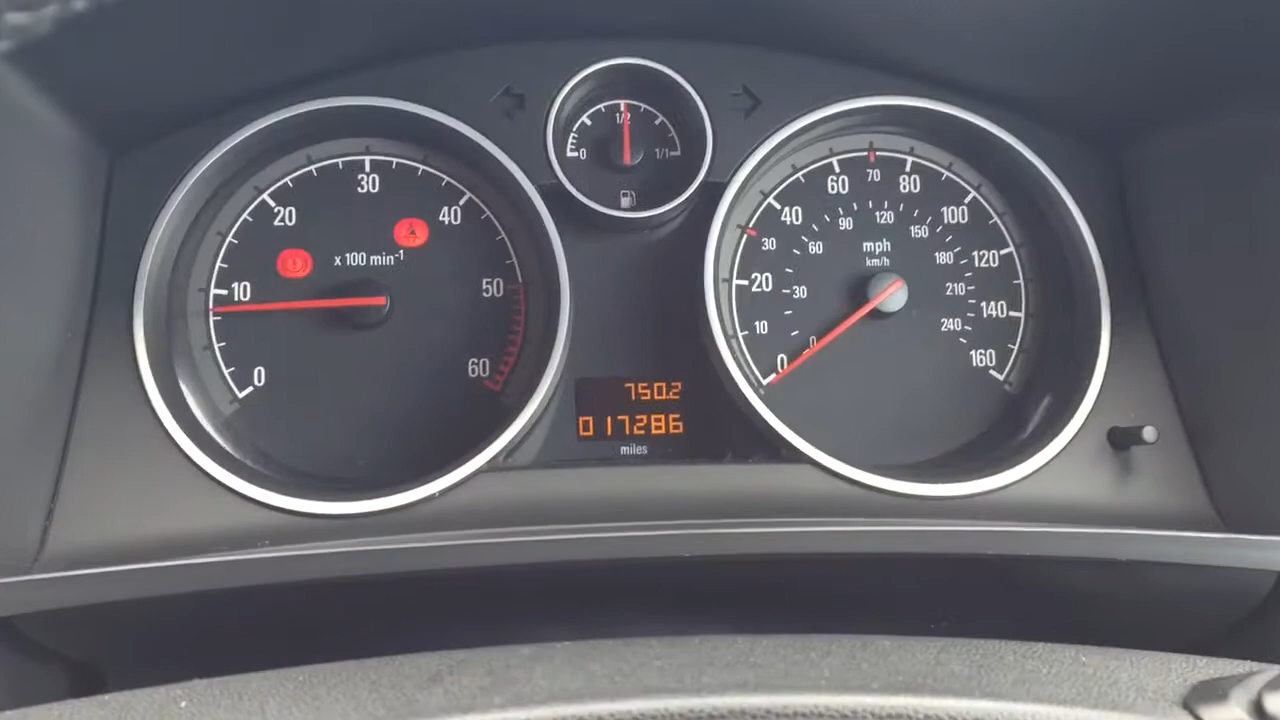 0 1/2 1/1
0 10 20 30 40 50 60
x 100 min-1
0 10 20 30 40 60 70 80 100 120 140 160
mph
km/h
0 30 60 90 120 150 180 210 240
750.2
017286
miles